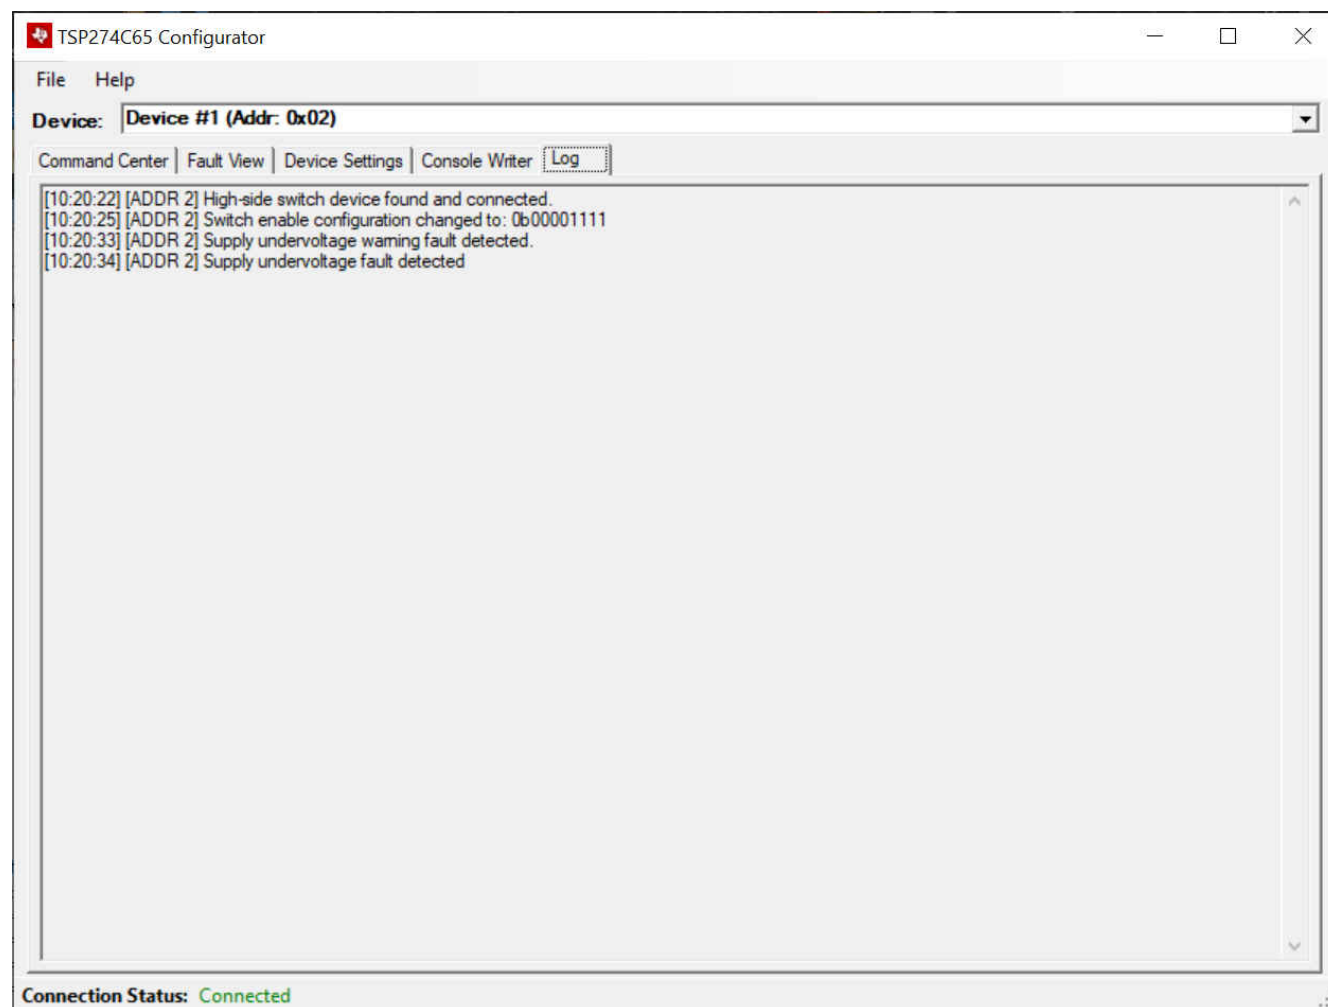 TSP274C65 Configurator
File Help
Device: Device #1 (Addr: 0x02)
Command Center Fault View Device Settings Console Writer Log
[10:20:22] [ADDR 2] High-side switch device found and connected.
[10:20:25] [ADDR 2] Switch enable configuration changed to: 0b00001111
[10:20:33] [ADDR 2] Supply undervoltage warning fault detected.
[10:20:34] [ADDR 2] Supply undervoltage fault detected
Connection Status: Connected